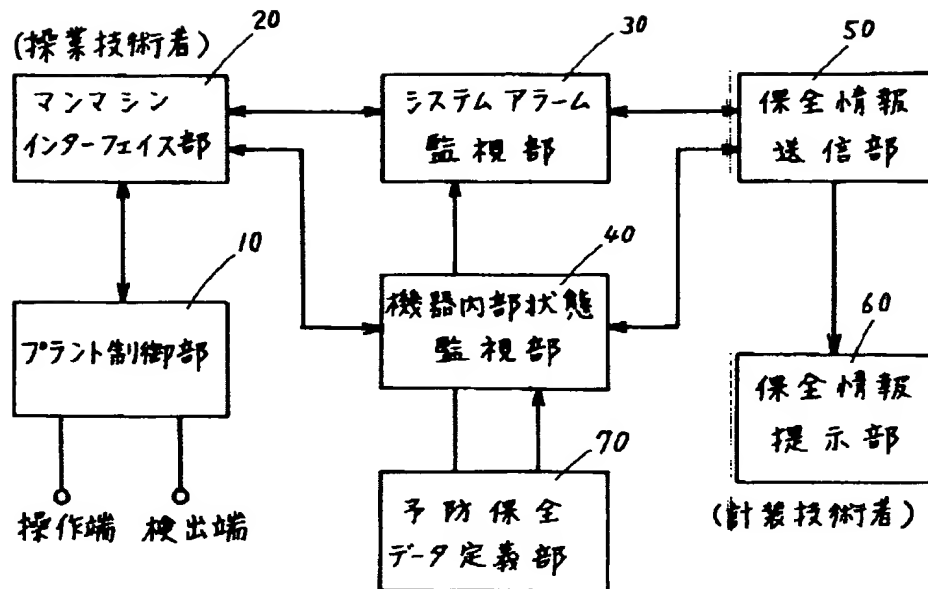 (操業技術者)
20
マンマシン
インターフェイス部
30
システムアラーム
監視部
50
保全情報
送信部
10
プラント制御部
操作端
検出端
40
機器内部状態
監視部
70
予防保全
データ定義部
60
保全情報
提示部
(計装技術者)